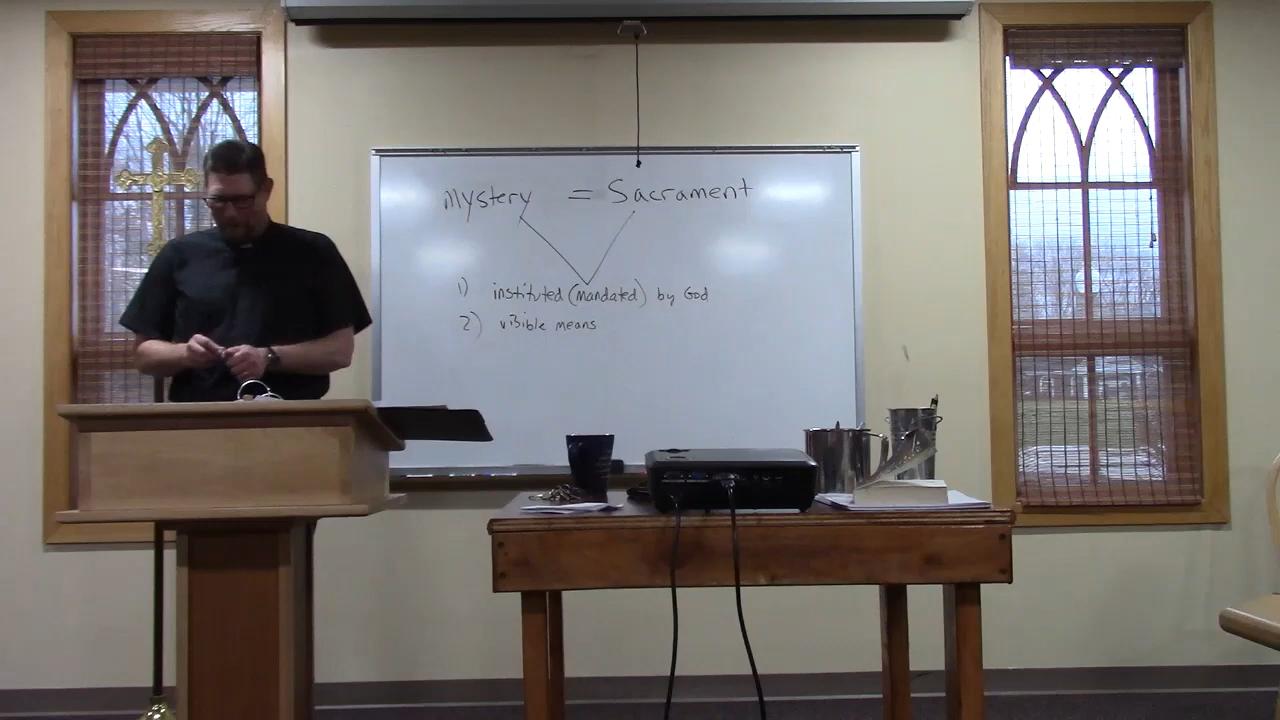 Mystery = Sacrament
1) instituted (mandated) by God
2) visible means